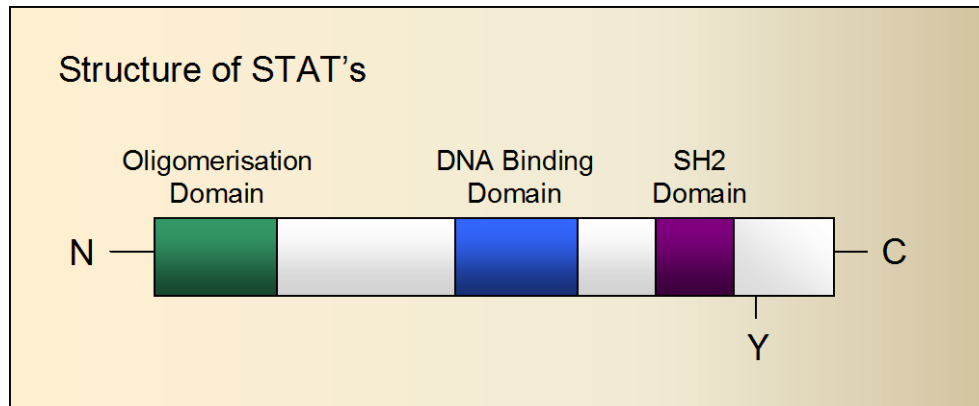 Structure of STAT's
Oligomerisation
Domain
DNA Binding
Domain
SH2
Domain
N
C
Y